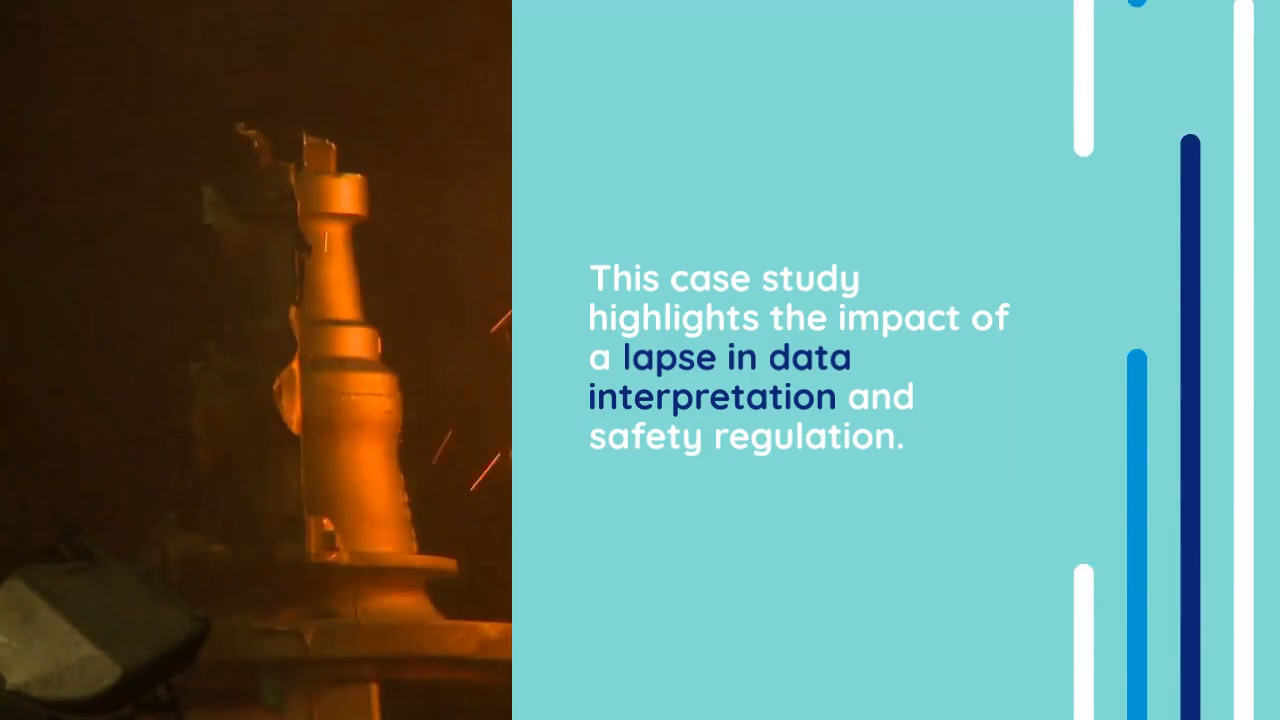 This case study
highlights the impact of
a lapse in data
interpretation and
safety regulation.